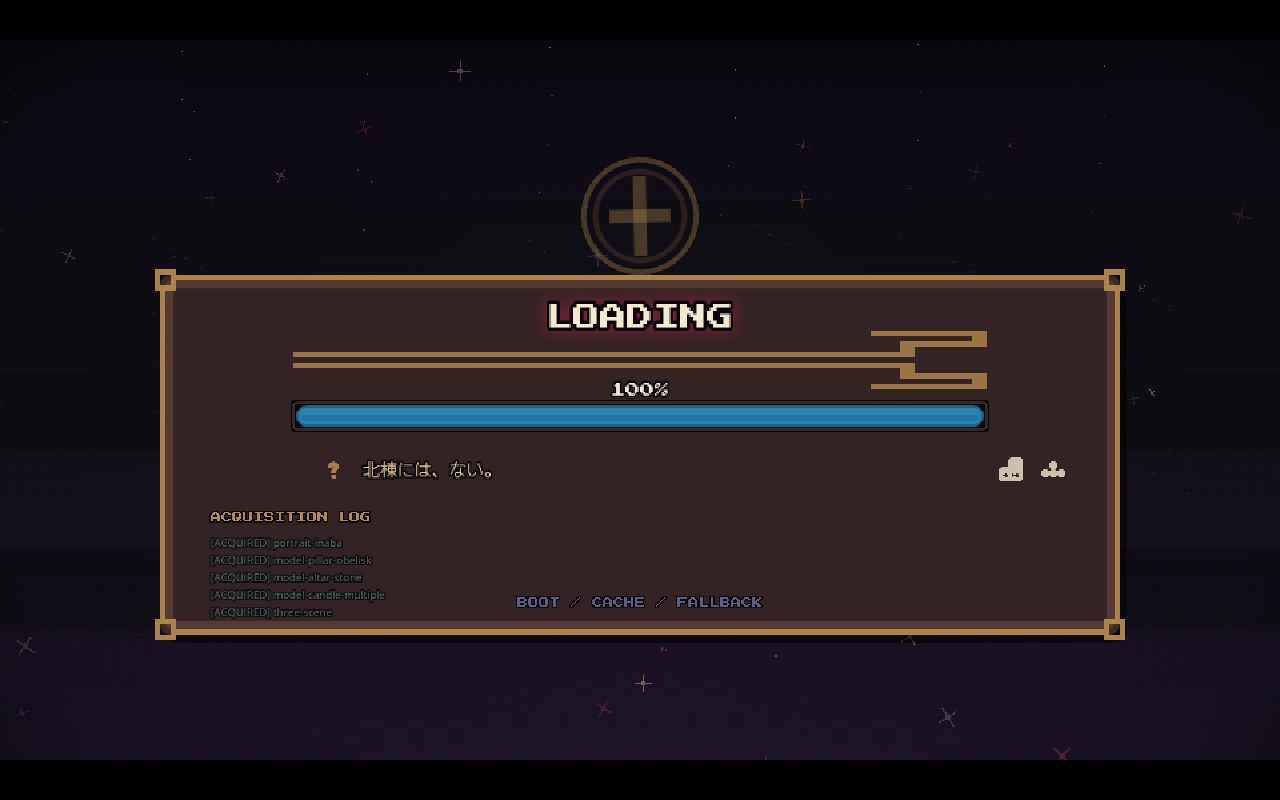 LOADING
100%
? 北棟には、ない。
ACQUISITION LOG
[ACQUIRED] portrait-inaba
[ACQUIRED] model-pillar-obelisk
[ACQUIRED] model-altar-stone
[ACQUIRED] model-candle-multiple
[ACQUIRED] three-scene
BOOT / CACHE / FALLBACK